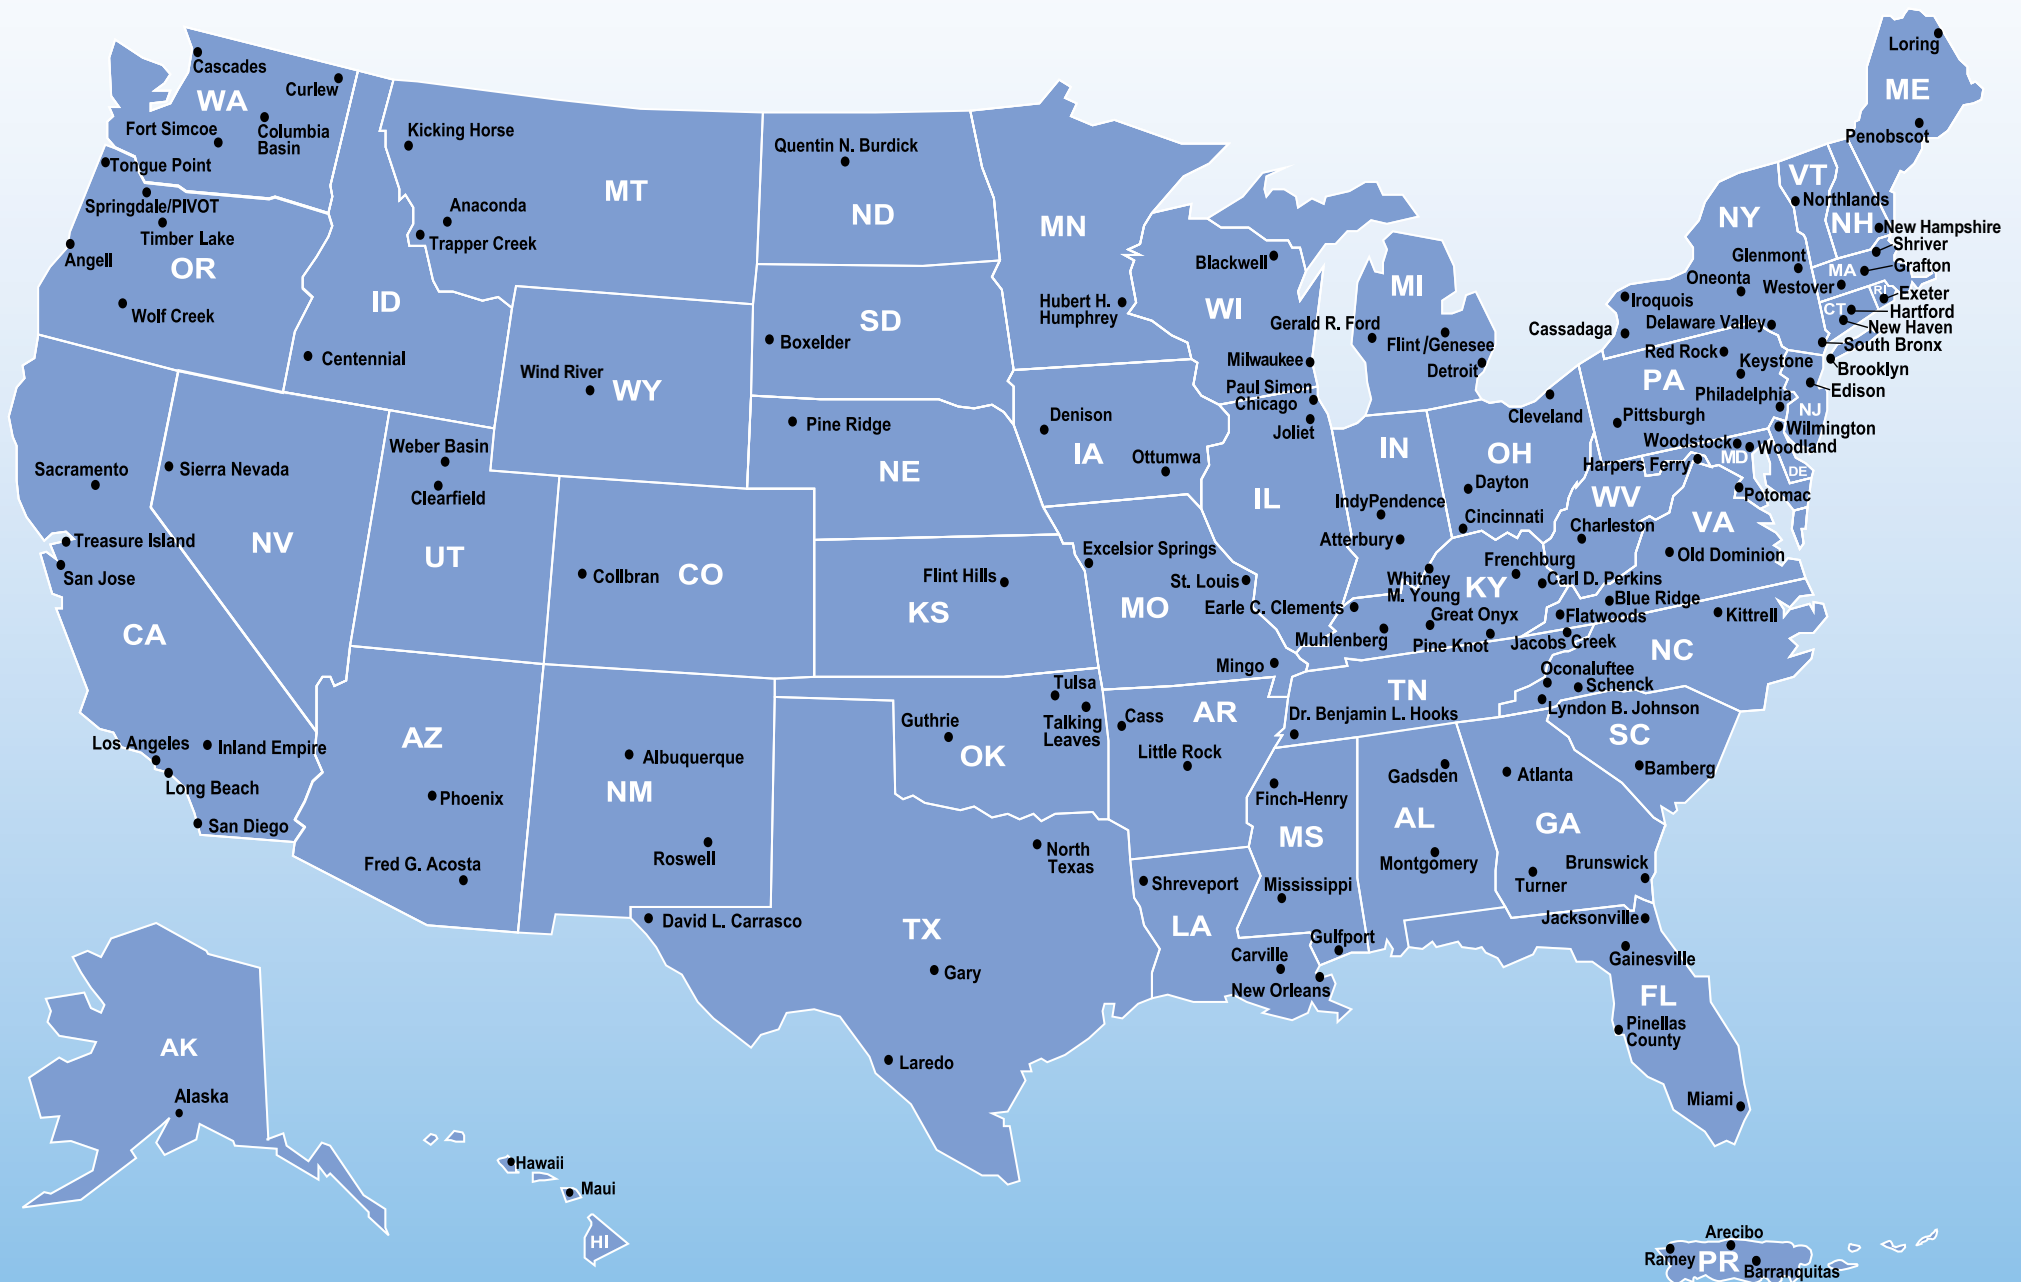 Cascades
Curlew
WA
Fort Simcoe
Columbia
Basin
Tongue Point
Springdale/PIVOT
Timber Lake
Angell
OR
Wolf Creek
Kicking Horse
Anaconda
Trapper Creek
MT
ID
Centennial
Quentin N. Burdick
ND
MN
Hubert H.
Humphrey
SD
Boxelder
Wind River
WY
Pine Ridge
NE
Denison
IA
Ottumwa
Blackwell
WI
Milwaukee
MI
Gerald R. Ford
Flint/Genesee
Detroit
Paul Simon
Chicago
Joliet
IL
IN
IndyPendence
Atterbury
OH
Cleveland
Dayton
Cincinnati
Loring
ME
Penobscot
VT
Northlands
NH
New Hampshire
Shriver
MA
Grafton
Westover
RI
Exeter
CT
Hartford
New Haven
NY
Glenmont
Oneonta
Iroquois
Cassadaga
Delaware Valley
South Bronx
Brooklyn
Red Rock
Keystone
PA
Philadelphia
Pittsburgh
Edison
NJ
Wilmington
Woodstock
Woodland
MD
DE
Harpers Ferry
Potomac
WV
Charleston
VA
Old Dominion
Blue Ridge
Sacramento
Sierra Nevada
Treasure Island
San Jose
NV
CA
Los Angeles
Inland Empire
Long Beach
San Diego
Weber Basin
Clearfield
UT
Collbran
CO
Flint Hills
KS
Excelsior Springs
St. Louis
MO
Mingo
Frenchburg
Carl D. Perkins
Whitney
M. Young
KY
Earle C. Clements
Great Onyx
Muhlenberg
Pine Knot
Flatwoods
Jacobs Creek
Kittrell
NC
Oconaluftee
Schenck
Lyndon B. Johnson
TN
Dr. Benjamin L. Hooks
SC
Bamberg
AZ
Phoenix
Fred G. Acosta
Albuquerque
NM
Roswell
Tulsa
Talking
Leaves
Guthrie
OK
Cass
AR
Little Rock
North
Texas
David L. Carrasco
TX
Gary
Laredo
Shreveport
LA
Carville
New Orleans
Finch-Henry
MS
Mississippi
Gulfport
Gadsden
AL
Montgomery
Atlanta
GA
Brunswick
Turner
Jacksonville
Gainesville
FL
Pinellas
County
Miami
AK
Alaska
Hawaii
Maui
HI
Arecibo
Ramey
PR
Barranquitas